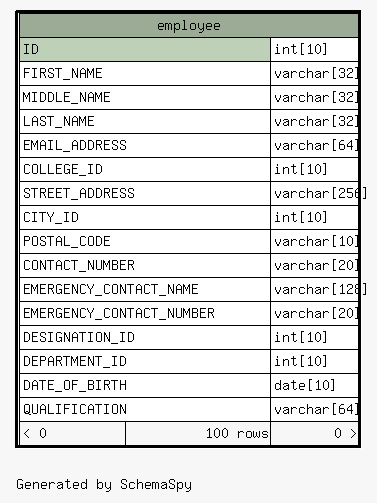 employee
ID int[10]
FIRST_NAME varchar[32]
MIDDLE_NAME varchar[32]
LAST_NAME varchar[32]
EMAIL_ADDRESS varchar[64]
COLLEGE_ID int[10]
STREET_ADDRESS varchar[256]
CITY_ID int[10]
POSTAL_CODE varchar[10]
CONTACT_NUMBER varchar[20]
EMERGENCY_CONTACT_NAME varchar[128]
EMERGENCY_CONTACT_NUMBER varchar[20]
DESIGNATION_ID int[10]
DEPARTMENT_ID int[10]
DATE_OF_BIRTH date[10]
QUALIFICATION varchar[64]
< 0 100 rows 0 >
Generated by SchemaSpy